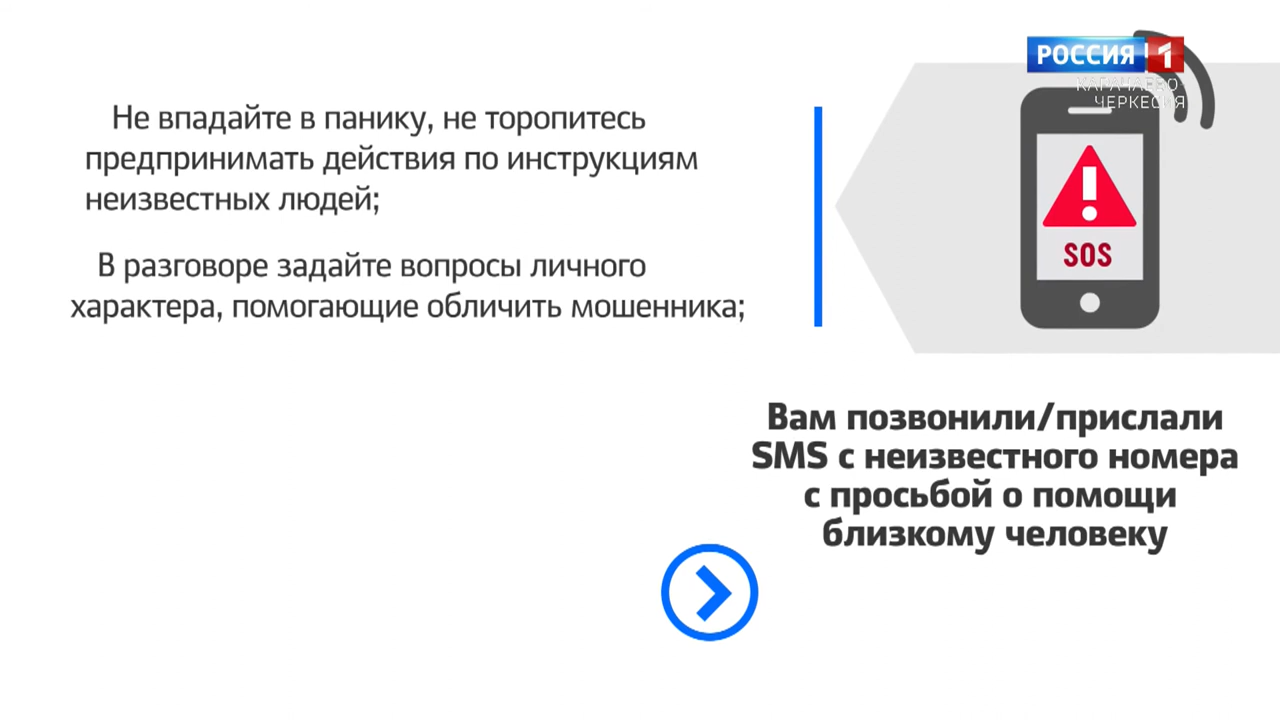 РОССИЯ 1
КАРАЧАЕВО
ЧЕРКЕСИЯ
Не впадайте в панику, не торопитесь
предпринимать действия по инструкциям
неизвестных людей;
В разговоре задайте вопросы личного
характера, помогающие обличить мошенника;
SOS
Вам позвонили/прислали
SMS с неизвестного номера
с просьбой о помощи
близкому человеку